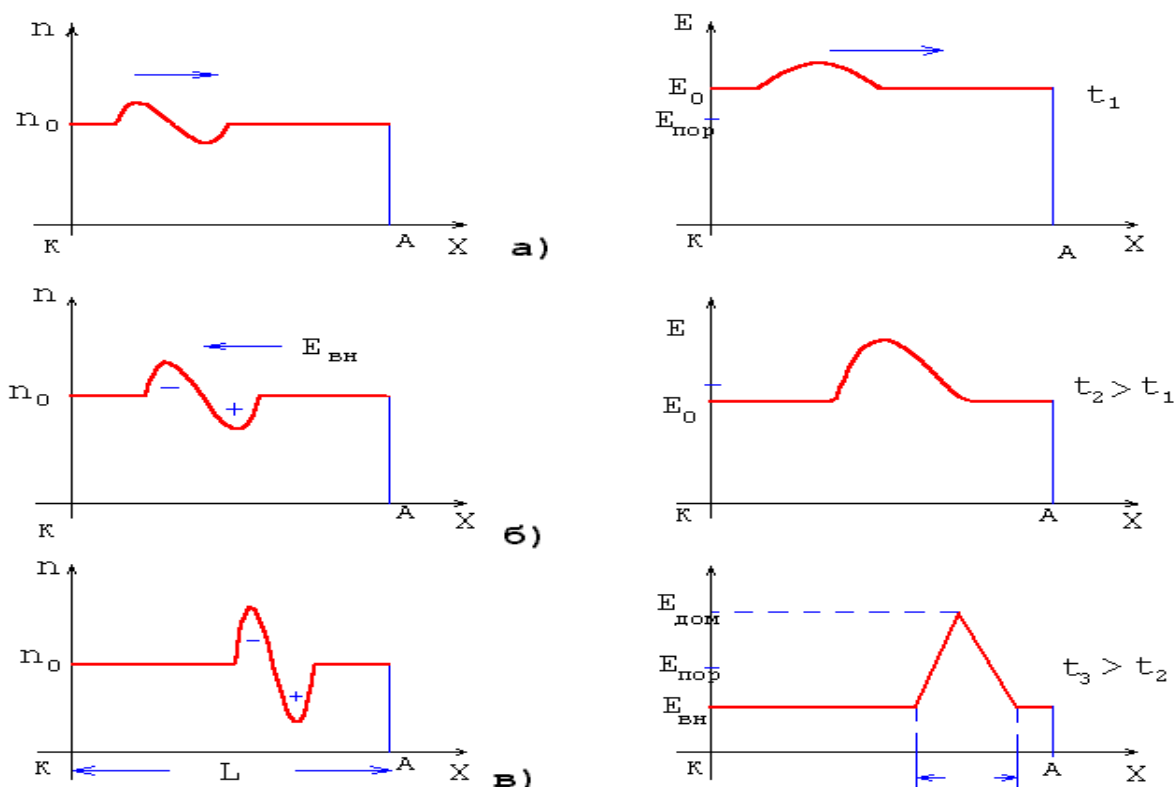 n
n₀
К
А
X
а)
E
E₀
Eпор
t₁
К
А
X
n
n₀
−
+
Eвн
К
А
X
б)
E
E₀
t₂ > t₁
К
А
X
n
n₀
−
+
К
L
А
X
в)
Eдом
Eпор
Eвн
t₃ > t₂
К
А
X